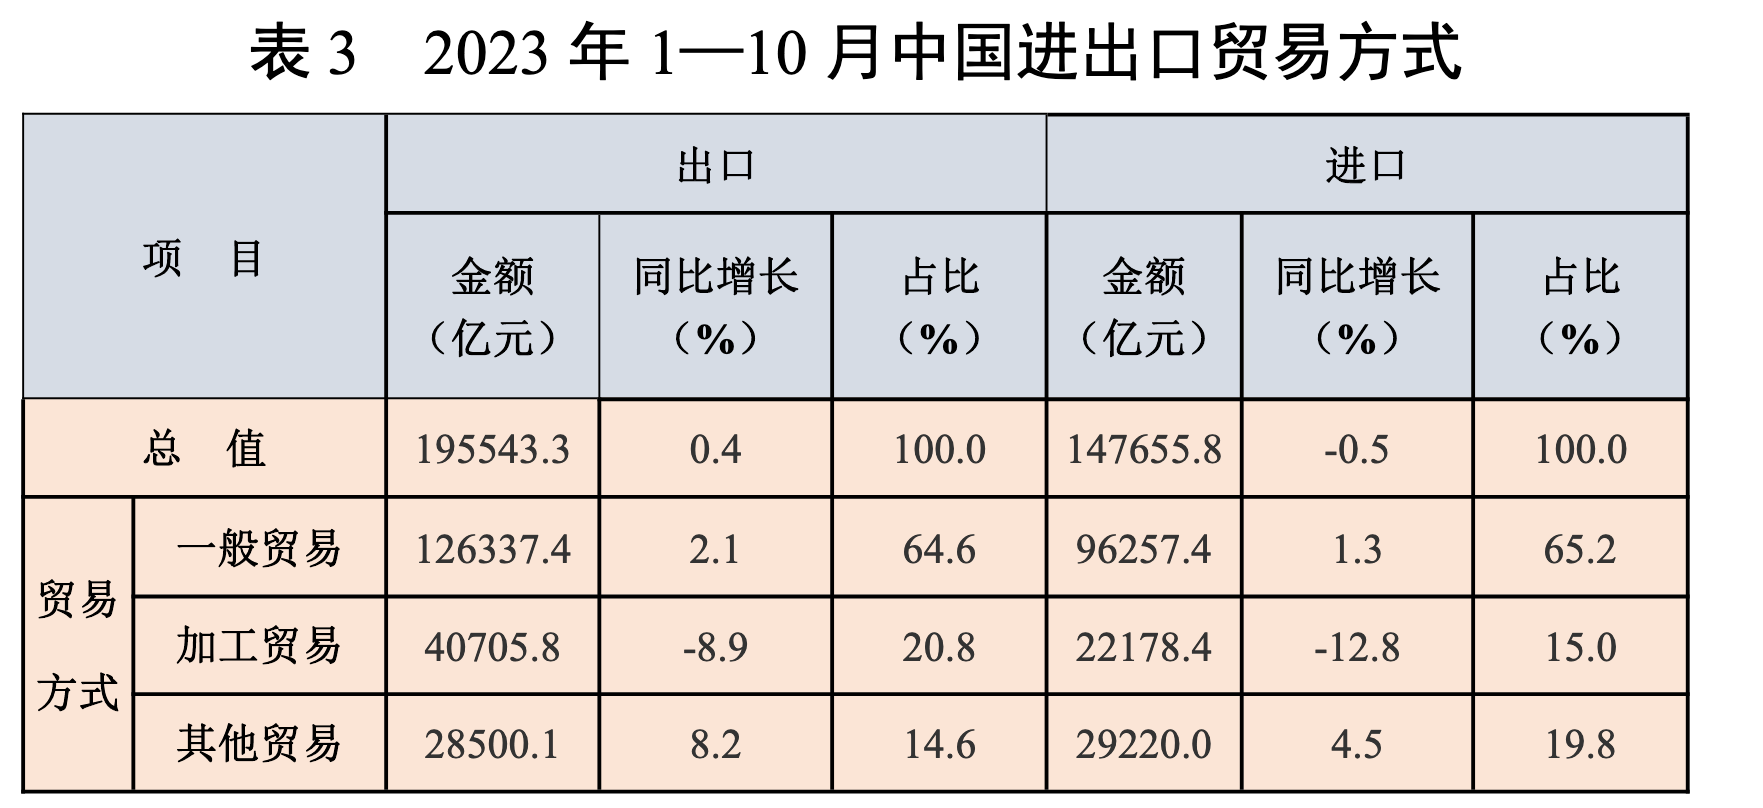 表 3 2023 年 1—10 月中国进出口贸易方式
项 目 出口 进口
金额（亿元） 同比增长（%） 占比（%） 金额（亿元） 同比增长（%） 占比（%）
总 值 195543.3 0.4 100.0 147655.8 -0.5 100.0
贸易方式
一般贸易 126337.4 2.1 64.6 96257.4 1.3 65.2
加工贸易 40705.8 -8.9 20.8 22178.4 -12.8 15.0
其他贸易 28500.1 8.2 14.6 29220.0 4.5 19.8